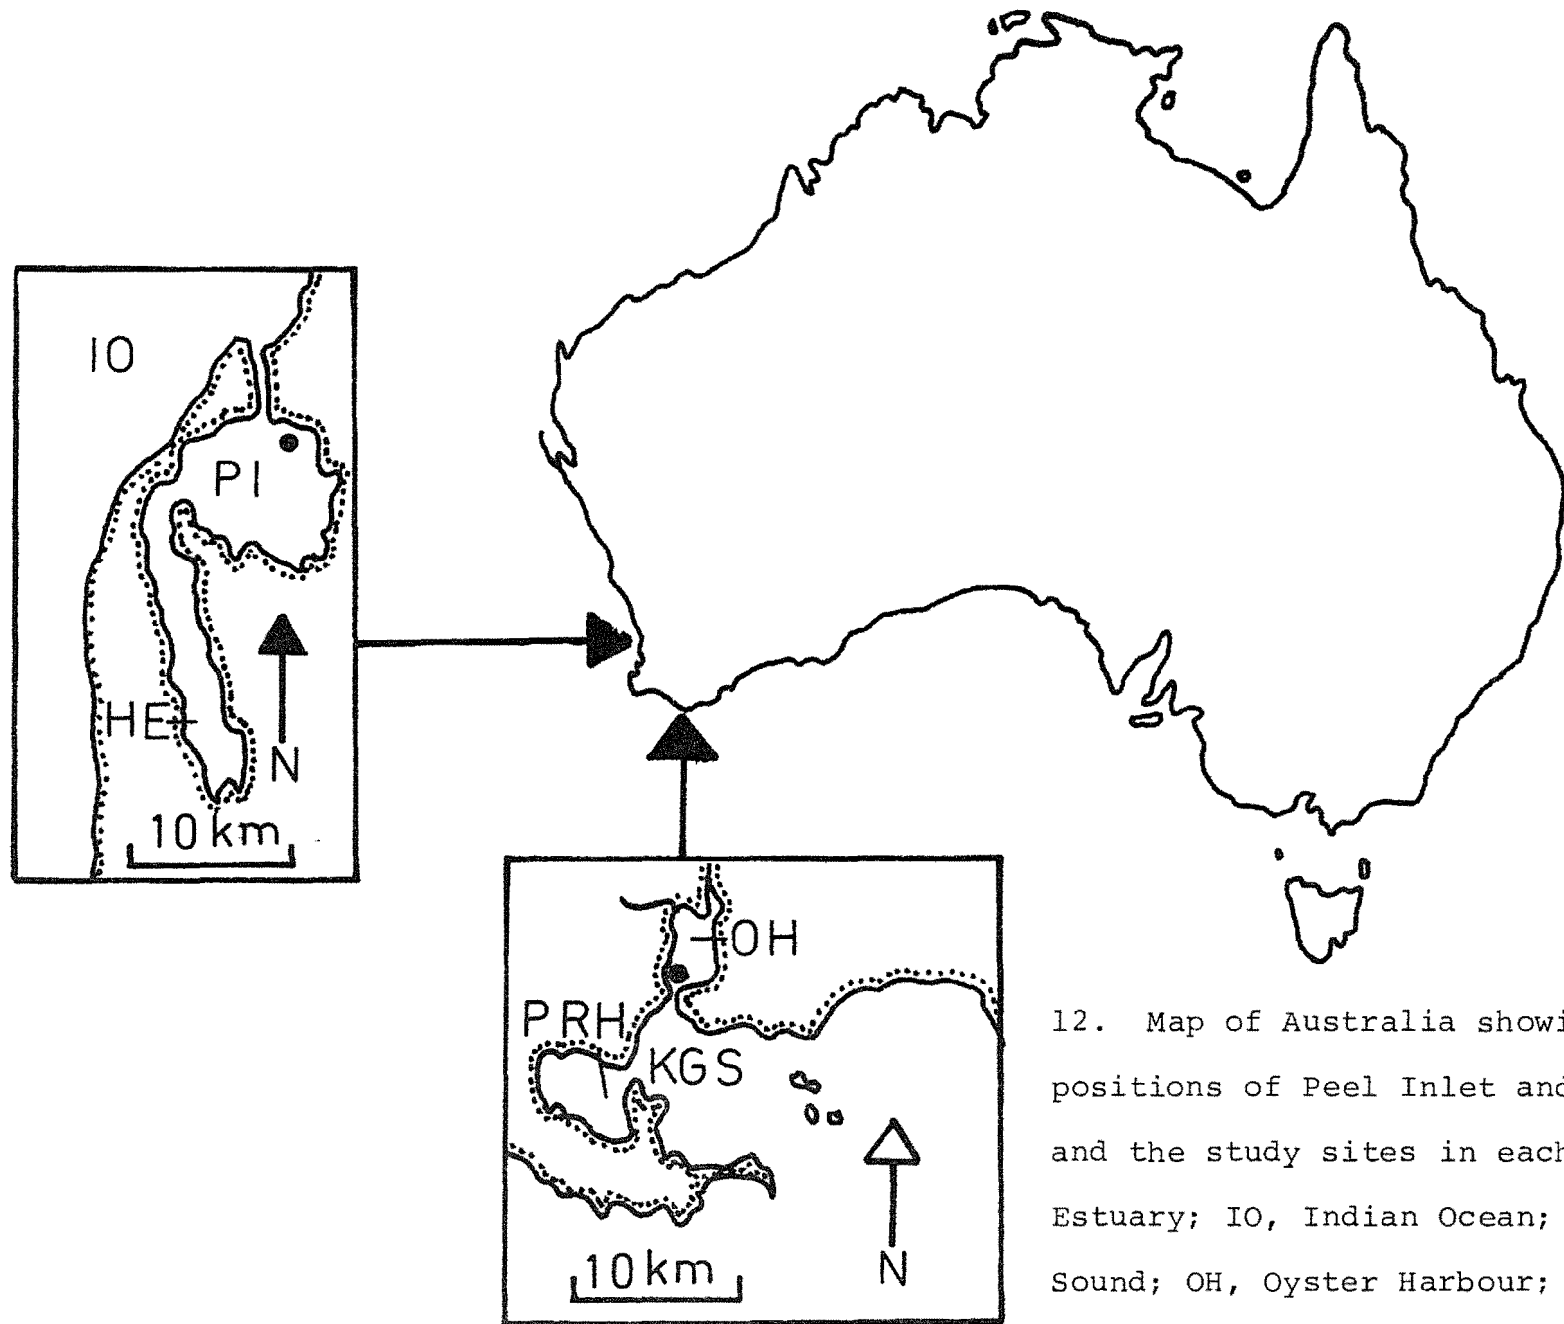 IO
PI
HE
N
10 km
OH
PRH
KGS
N
10 km
12. Map of Australia showi
positions of Peel Inlet and
and the study sites in each
Estuary; IO, Indian Ocean;
Sound; OH, Oyster Harbour;